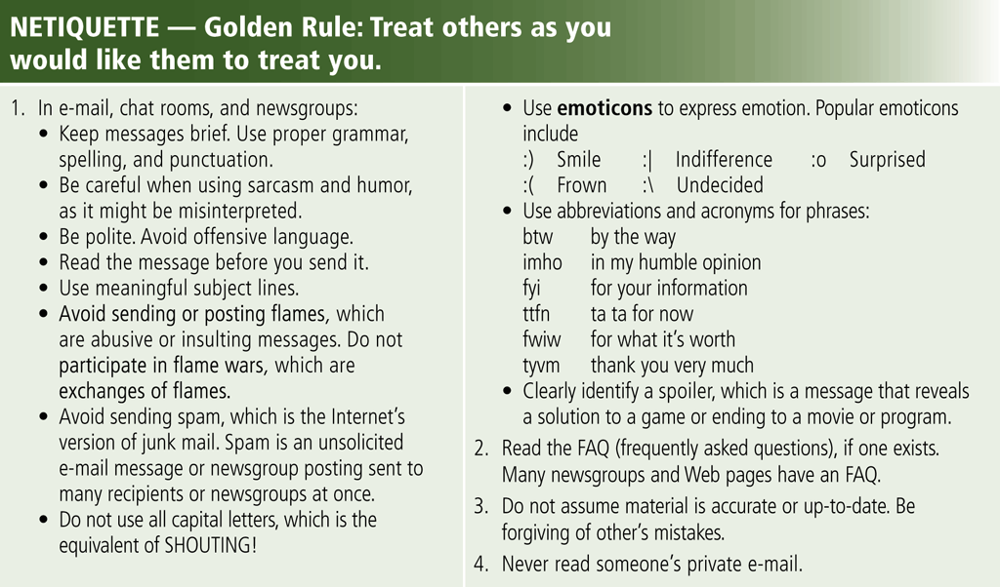 NETIQUETTE — Golden Rule: Treat others as you
would like them to treat you.
1. In e-mail, chat rooms, and newsgroups:
• Keep messages brief. Use proper grammar,
spelling, and punctuation.
• Be careful when using sarcasm and humor,
as it might be misinterpreted.
• Be polite. Avoid offensive language.
• Read the message before you send it.
• Use meaningful subject lines.
• Avoid sending or posting flames, which
are abusive or insulting messages. Do not
participate in flame wars, which are
exchanges of flames.
• Avoid sending spam, which is the Internet's
version of junk mail. Spam is an unsolicited
e-mail message or newsgroup posting sent to
many recipients or newsgroups at once.
• Do not use all capital letters, which is the
equivalent of SHOUTING!
• Use emoticons to express emotion. Popular emoticons
include
:) Smile :| Indifference :o Surprised
:( Frown :\ Undecided
• Use abbreviations and acronyms for phrases:
btw by the way
imho in my humble opinion
fyi for your information
ttfn ta ta for now
fwiw for what it's worth
tyvm thank you very much
• Clearly identify a spoiler, which is a message that reveals
a solution to a game or ending to a movie or program.
2. Read the FAQ (frequently asked questions), if one exists.
Many newsgroups and Web pages have an FAQ.
3. Do not assume material is accurate or up-to-date. Be
forgiving of other's mistakes.
4. Never read someone's private e-mail.